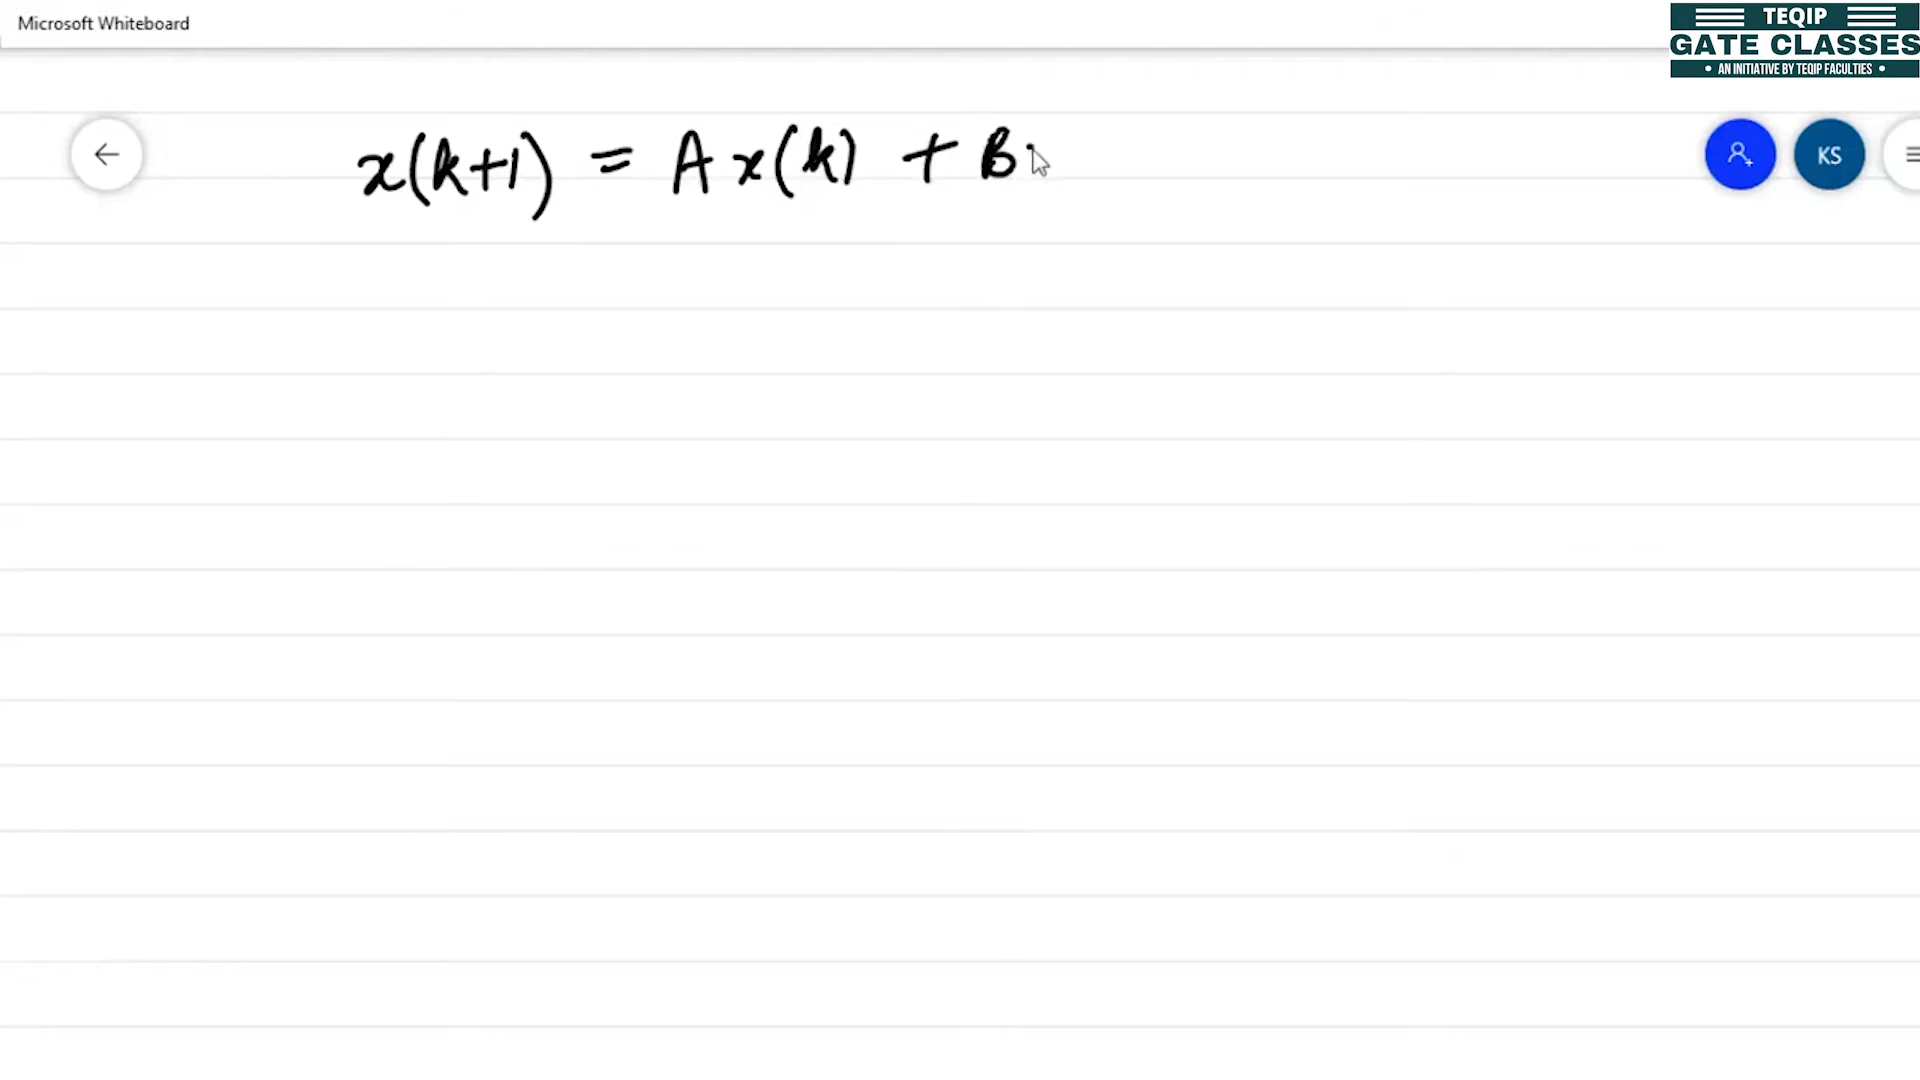 Microsoft Whiteboard
TEQIP
GATE CLASSES
• AN INITIATIVE BY TEQIP FACULTIES •
x(k+1) = A x(k) + B
KS